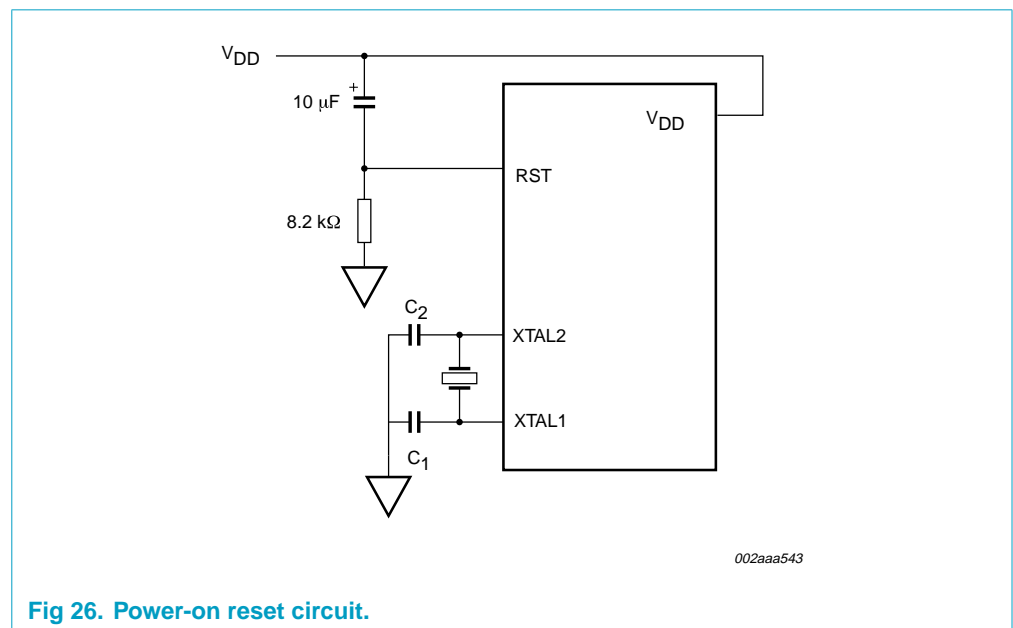 VDD
+
10 μF
VDD
RST
8.2 kΩ
C2
XTAL2
XTAL1
C1
002aaa543
Fig 26. Power-on reset circuit.